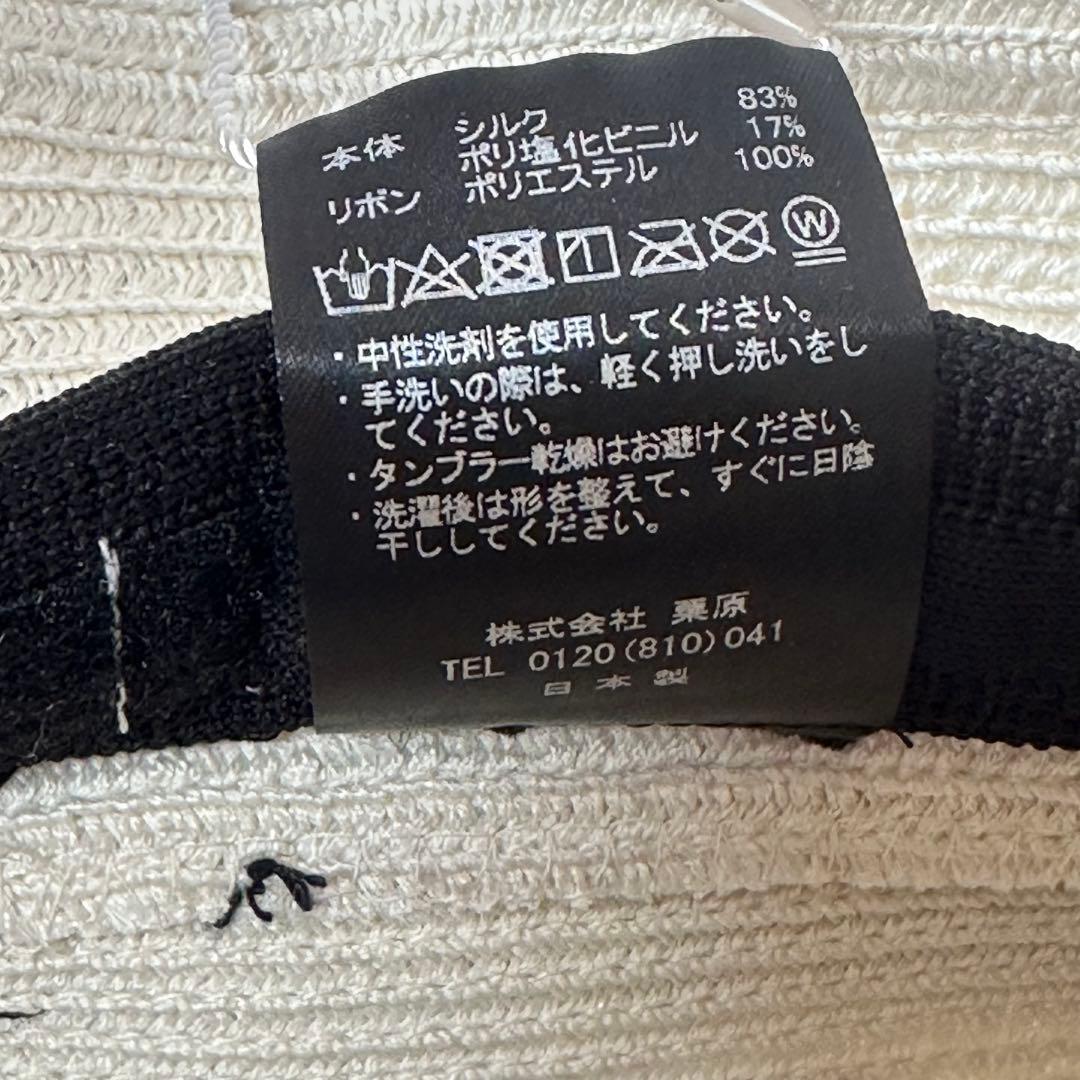 本体 シルク 83%
ポリ塩化ビニル 17%
リボン ポリエステル 100%
W
・中性洗剤を使用してください。
・手洗いの際は、軽く押し洗いをし
てください。
・タンブラー乾燥はお避けください。
・洗濯後は形を整えて、すぐに日陰
干ししてください。
株式会社 栗原
TEL 0120(810)041
日本製